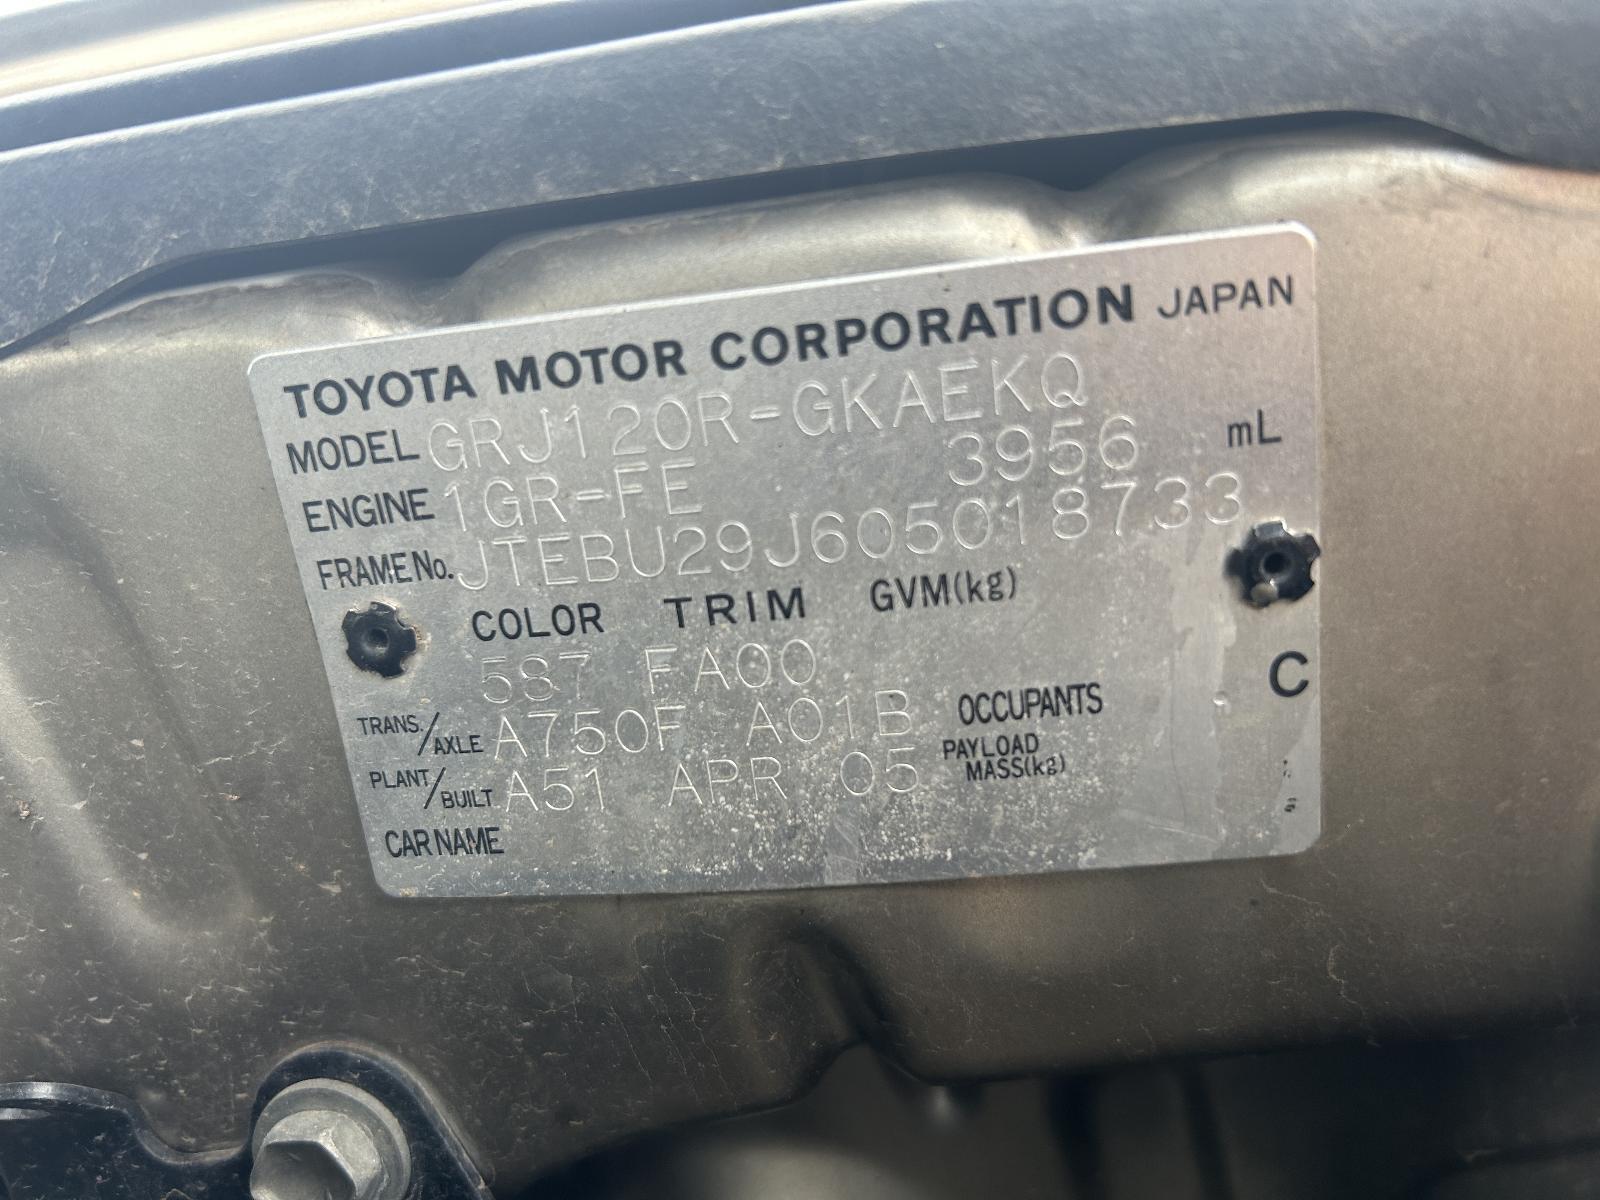 TOYOTA MOTOR CORPORATION JAPAN
MODEL GRJ120R-GKAEKQ
ENGINE 1GR-FE 3956 mL
FRAME No. JTEBU29J605018733
COLOR TRIM GVM(kg)
587 FA00 C
TRANS./AXLE A750F A01B OCCUPANTS
PLANT/BUILT A51 APR 05 PAYLOAD MASS(kg)
CAR NAME